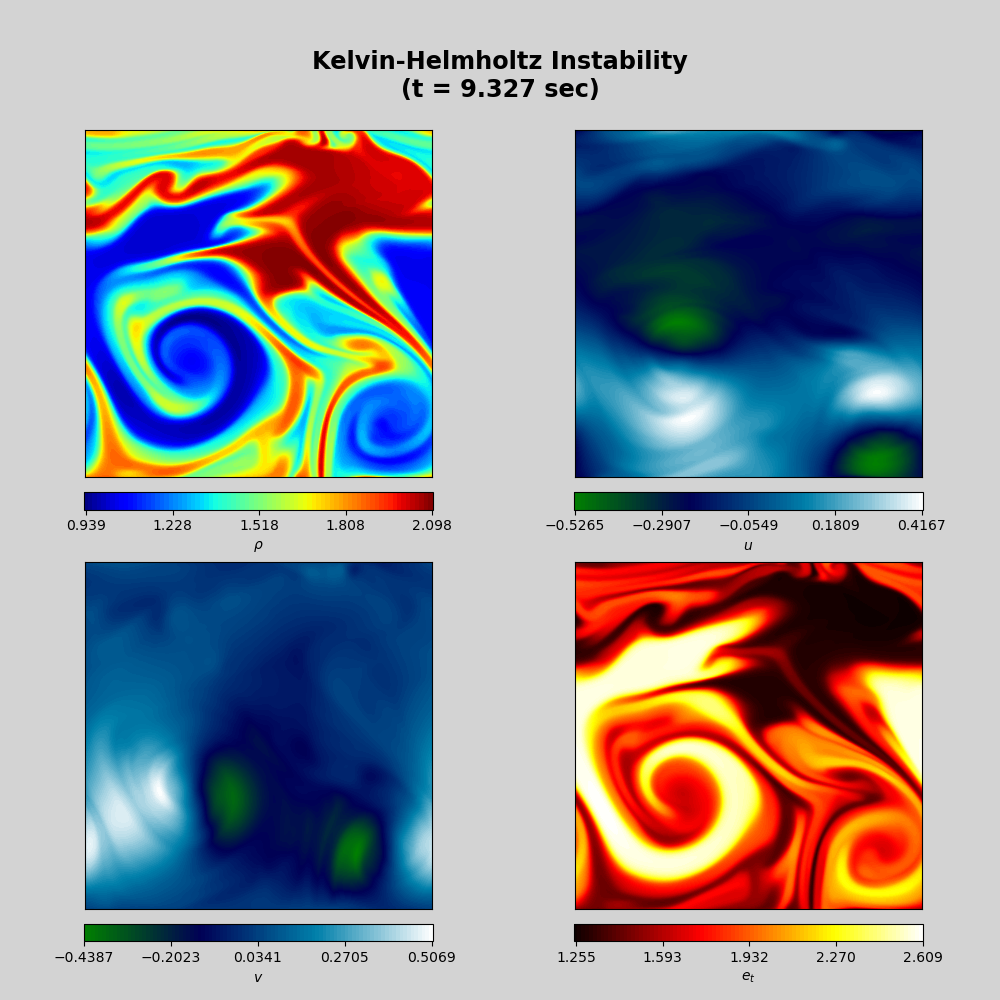 Kelvin-Helmholtz Instability
(t = 9.327 sec)
0.939 1.228 1.518 1.808 2.098
ρ
−0.5265 −0.2907 −0.0549 0.1809 0.4167
u
−0.4387 −0.2023 0.0341 0.2705 0.5069
v
1.255 1.593 1.932 2.270 2.609
eₜ